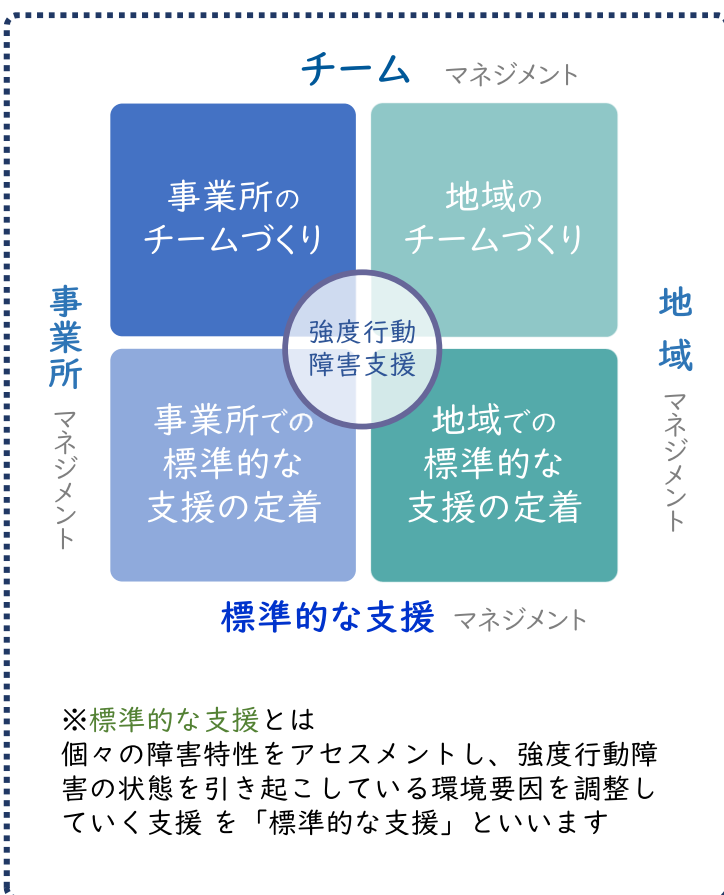 チーム マネジメント
事業所の
チームづくり
地域の
チームづくり
事業所
マネジメント
強度行動
障害支援
地域
マネジメント
事業所での
標準的な
支援の定着
地域での
標準的な
支援の定着
標準的な支援 マネジメント
※標準的な支援とは
個々の障害特性をアセスメントし、強度行動障
害の状態を引き起こしている環境要因を調整し
ていく支援 を「標準的な支援」といいます